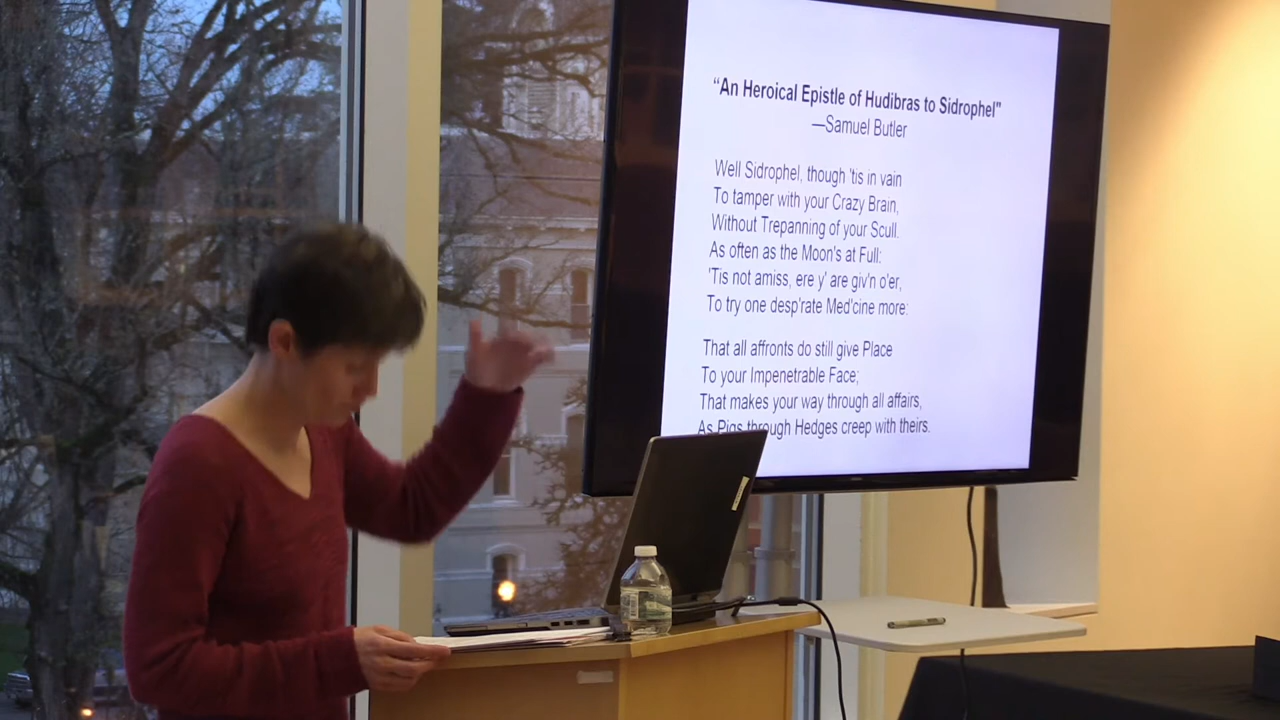 “An Heroical Epistle of Hudibras to Sidrophel"
—Samuel Butler
Well Sidrophel, though 'tis in vain
To tamper with your Crazy Brain,
Without Trepanning of your Scull.
As often as the Moon's at Full:
'Tis not amiss, ere y' are giv'n o'er,
To try one desp'rate Med'cine more:
That all affronts do still give Place
To your Impenetrable Face;
That makes your way through all affairs,
As Pigs through Hedges creep with theirs.